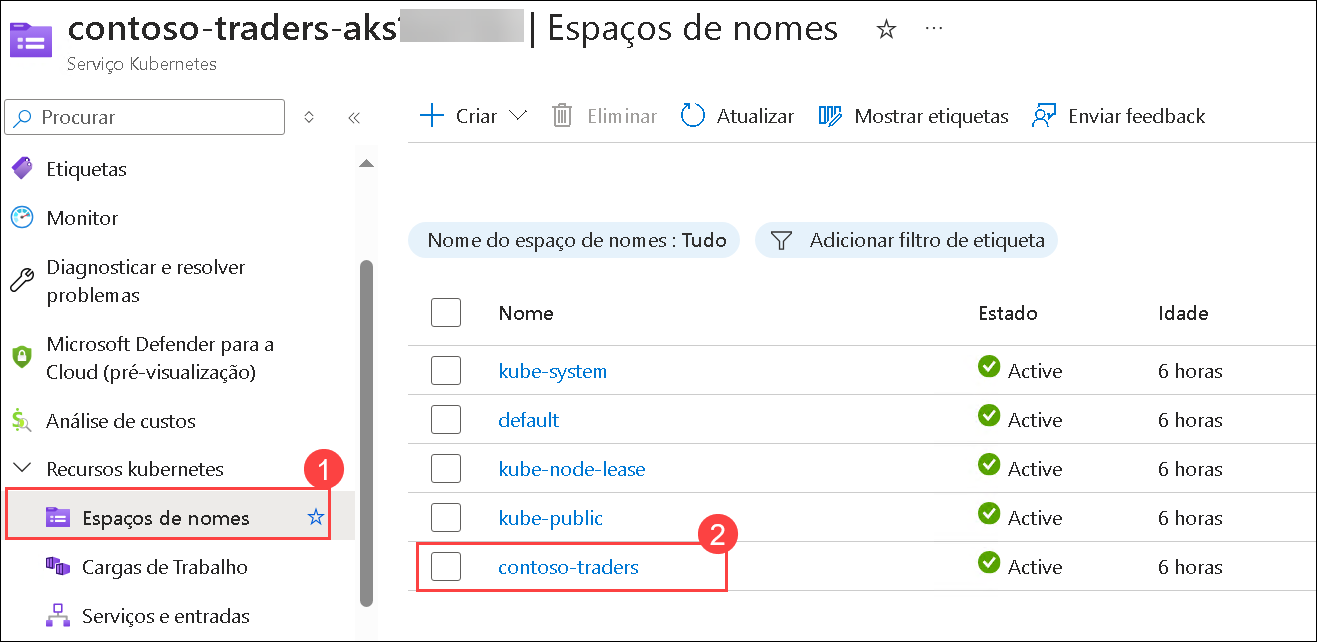 contoso-traders-aks | Espaços de nomes
Serviço Kubernetes
Procurar
Criar Eliminar Atualizar Mostrar etiquetas Enviar feedback
Etiquetas
Monitor
Diagnosticar e resolver
problemas
Microsoft Defender para a
Cloud (pré-visualização)
Análise de custos
Recursos kubernetes
1
Espaços de nomes
Cargas de Trabalho
Serviços e entradas
Nome do espaço de nomes : Tudo Adicionar filtro de etiqueta
Nome Estado Idade
kube-system Active 6 horas
default Active 6 horas
kube-node-lease Active 6 horas
kube-public Active 6 horas
2
contoso-traders Active 6 horas